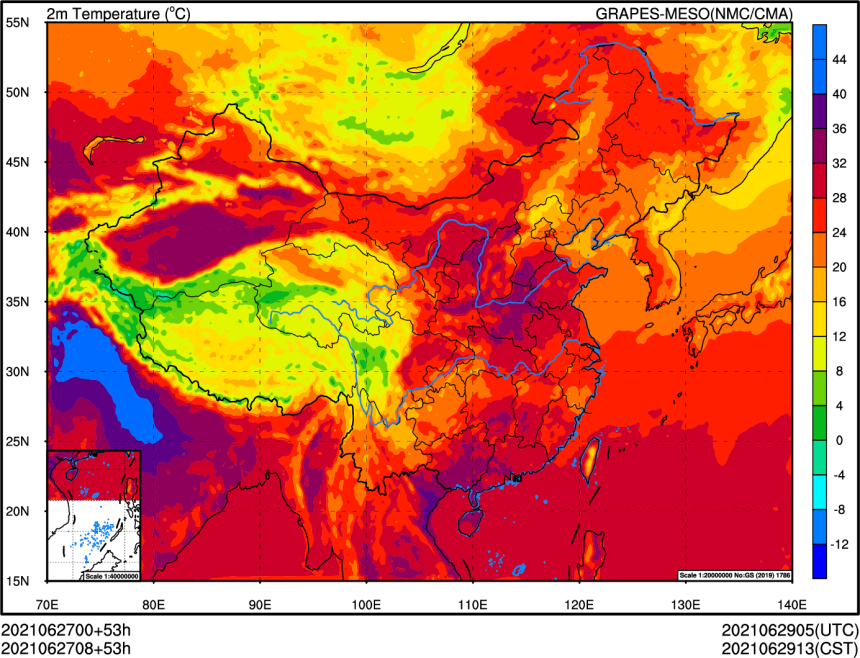 2m Temperature (°C) GRAPES-MESO(NMC/CMA)
55N
50N
45N
40N
35N
30N
25N
20N
15N
70E 80E 90E 100E 110E 120E 130E 140E
44
40
36
32
28
24
20
16
12
8
4
0
-4
-8
-12
Scale 1:40000000
Scale 1:20000000 No:GS (2019) 1786
2021062700+53h 2021062905(UTC)
2021062708+53h 2021062913(CST)